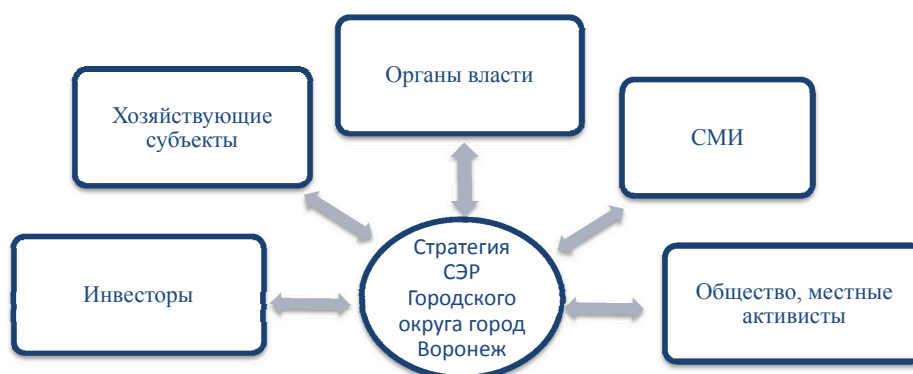 Органы власти
Хозяйствующие
субъекты
СМИ
Инвесторы
Стратегия
СЭР
Городского
округа город
Воронеж
Общество, местные
активисты